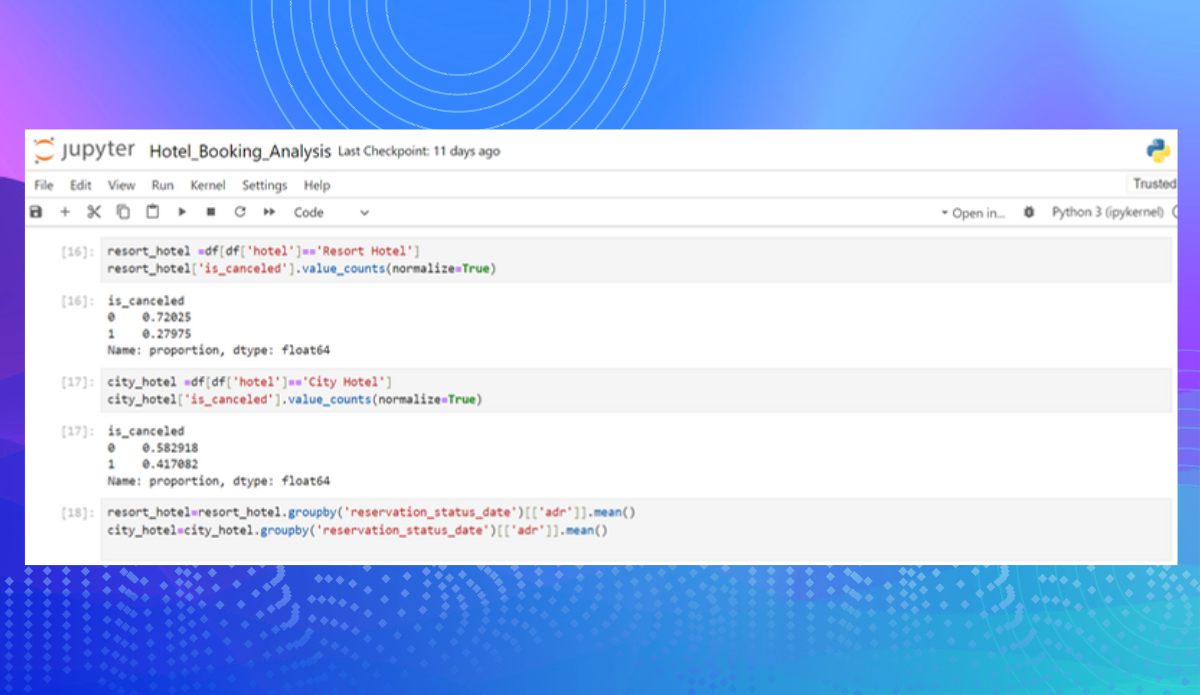 jupyter Hotel_Booking_Analysis Last Checkpoint: 11 days ago
File Edit View Run Kernel Settings Help
Trusted
Code
Open in...
Python 3 (ipykernel)
[16]: resort_hotel =df[df['hotel']=='Resort Hotel']
resort_hotel['is_canceled'].value_counts(normalize=True)
[16]: is_canceled
0 0.72025
1 0.27975
Name: proportion, dtype: float64
[17]: city_hotel =df[df['hotel']=='City Hotel']
city_hotel['is_canceled'].value_counts(normalize=True)
[17]: is_canceled
0 0.582918
1 0.417082
Name: proportion, dtype: float64
[18]: resort_hotel=resort_hotel.groupby('reservation_status_date')[['adr']].mean()
city_hotel=city_hotel.groupby('reservation_status_date')[['adr']].mean()